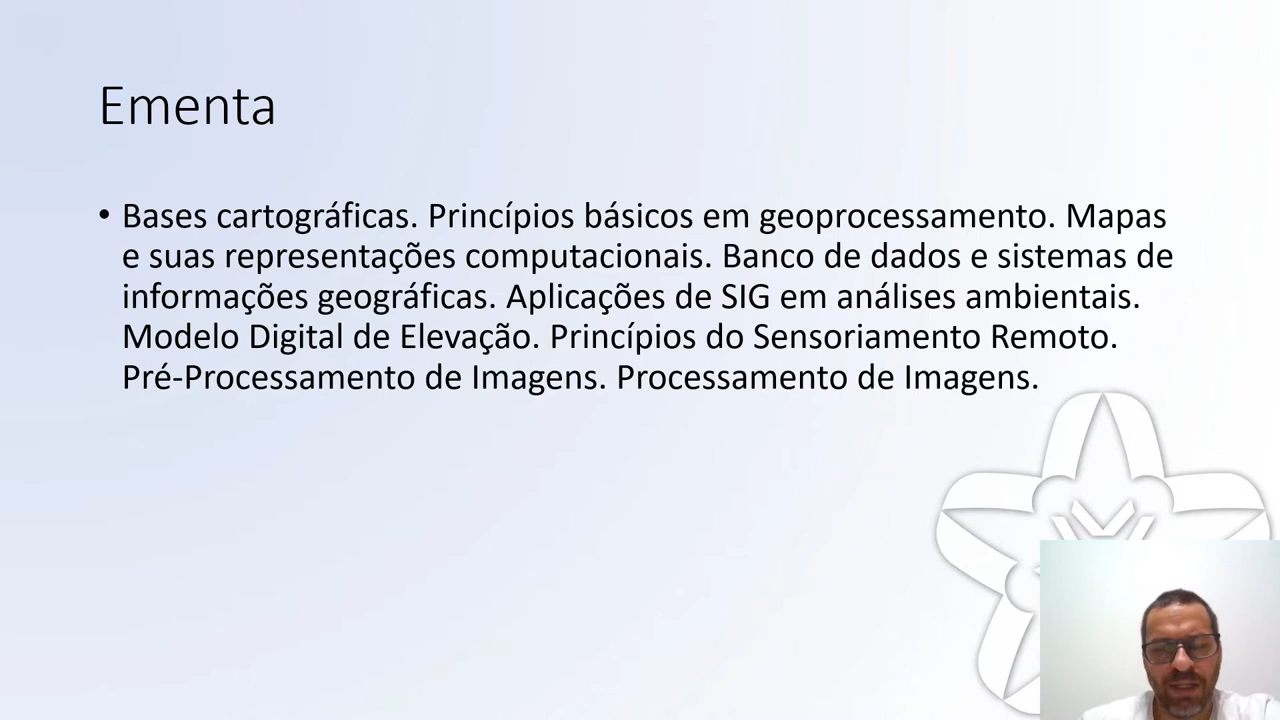 Ementa
• Bases cartográficas. Princípios básicos em geoprocessamento. Mapas
e suas representações computacionais. Banco de dados e sistemas de
informações geográficas. Aplicações de SIG em análises ambientais.
Modelo Digital de Elevação. Princípios do Sensoriamento Remoto.
Pré-Processamento de Imagens. Processamento de Imagens.